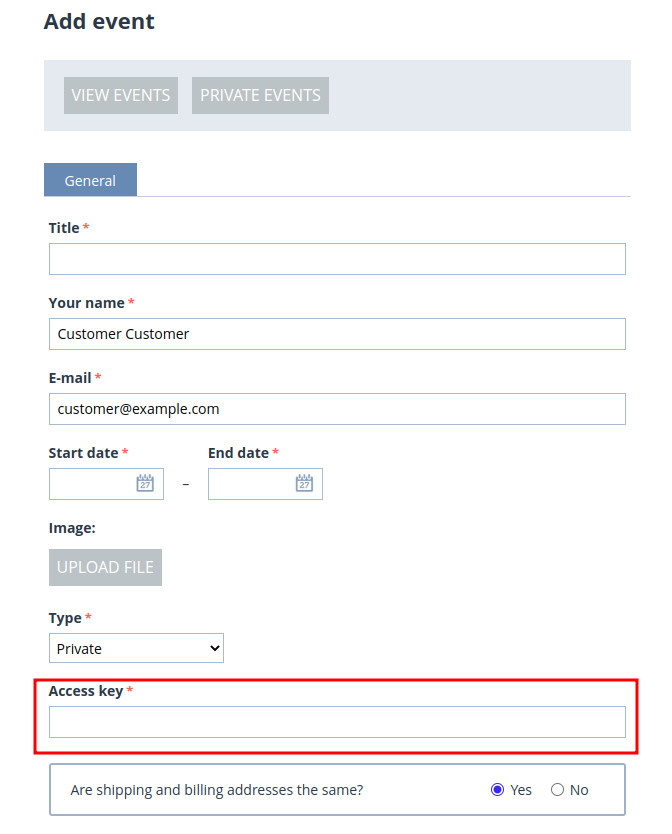 Add event
VIEW EVENTS PRIVATE EVENTS
General
Title *
Your name *
Customer Customer
E-mail *
customer@example.com
Start date * End date *
27 – 27
Image:
UPLOAD FILE
Type *
Private
Access key *
Are shipping and billing addresses the same? Yes No